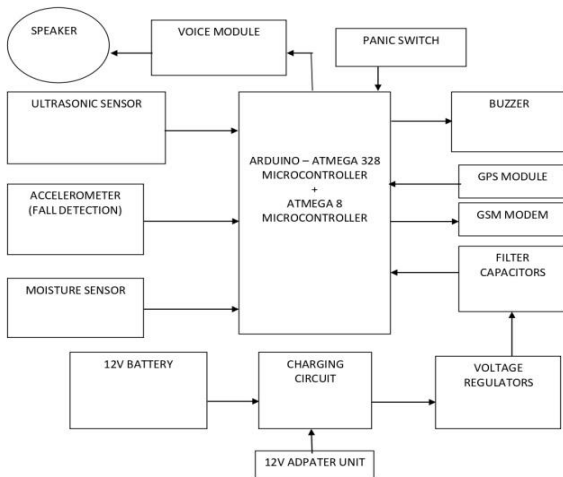 SPEAKER
VOICE MODULE
PANIC SWITCH
ULTRASONIC SENSOR
BUZZER
ARDUINO – ATMEGA 328
MICROCONTROLLER
+
ATMEGA 8
MICROCONTROLLER
GPS MODULE
ACCELEROMETER
(FALL DETECTION)
GSM MODEM
FILTER
CAPACITORS
MOISTURE SENSOR
12V BATTERY
CHARGING
CIRCUIT
VOLTAGE
REGULATORS
12V ADPATER UNIT